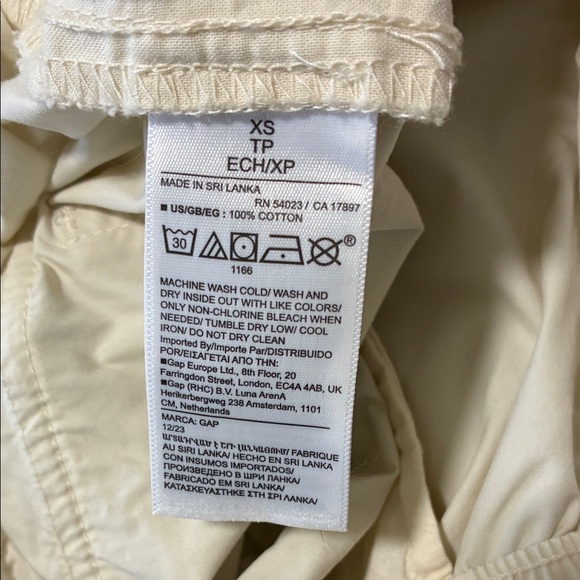 XS
TP
ECH/XP
MADE IN SRI LANKA
RN 54023 / CA 17897
■ US/GB/EG : 100% COTTON
30
®
1166
MACHINE WASH COLD/ WASH AND
DRY INSIDE OUT WITH LIKE COLORS/
ONLY NON-CHLORINE BLEACH WHEN
NEEDED/ TUMBLE DRY LOW/ COOL
IRON/ DO NOT DRY CLEAN
Imported By/Importe Par/DISTRIBUIDO
POR/ΕΙΣΑΓΕΤΑΙ ΑΠΟ ΤΗΝ:
■Gap Europe Ltd., 8th Floor, 20
Farringdon Street, London, EC4A 4AB, UK
■Gap (RHC) B.V. Luna ArenA
Herikerbergweg 238 Amsterdam, 1101
CM, Netherlands
MARCA: GAP
12/23
ԱՐՏԱԴՐՎԱԾ Է ՇՐԻ ԼԱՆԿԱՅՈՒՄ/ FABRIQUE
AU SRI LANKA/ HECHO EN SRI LANKA
CON INSUMOS IMPORTADOS/
ПРОИЗВЕДЕНО В ШРИ ЛАНКА/
FABRICADO EM SRI LANKA/
ΚΑΤΑΣΚΕΥΑΣΤΗΚΕ ΣΤΗ ΣΡΙ ΛΑΝΚΑ/